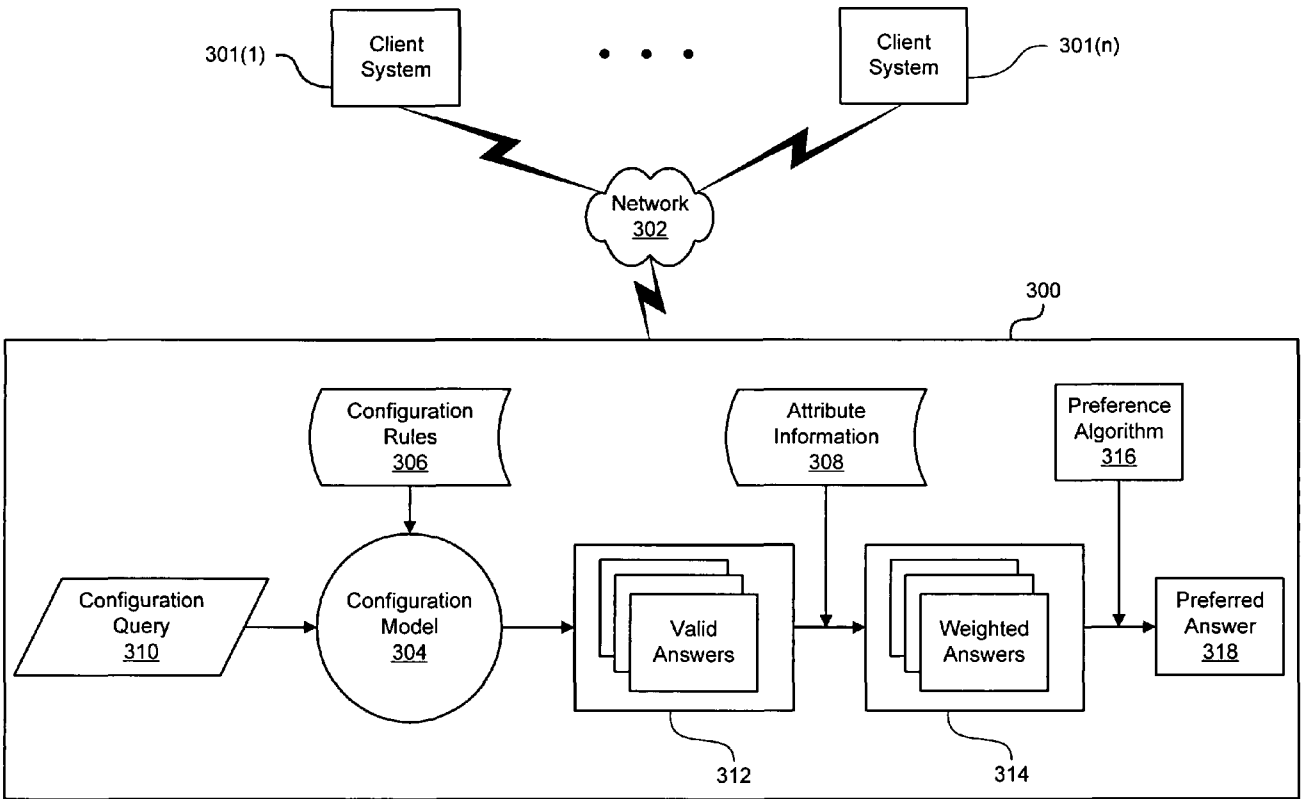 301(1)
Client
System
Client
System
301(n)
Network
302
300
Configuration
Rules
306
Attribute
Information
308
Preference
Algorithm
316
Configuration
Query
310
Configuration
Model
304
Valid
Answers
Weighted
Answers
Preferred
Answer
318
312
314